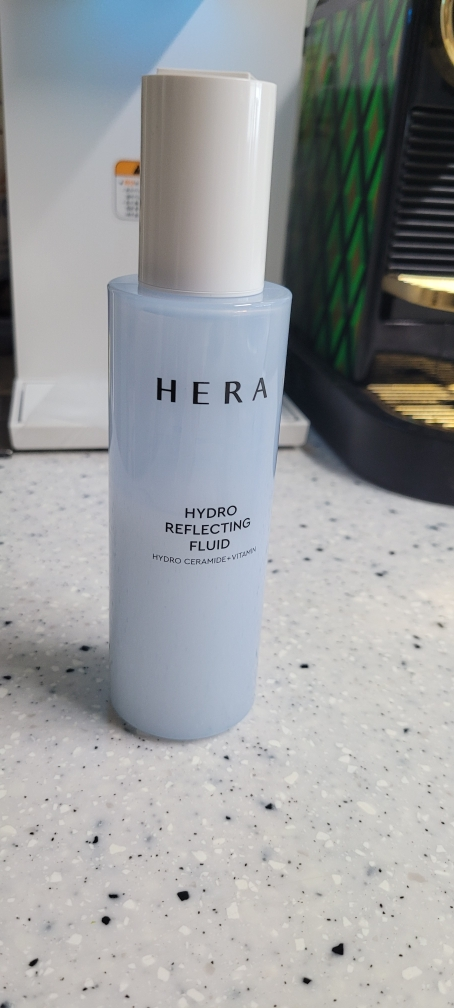 HERA
HYDRO
REFLECTING
FLUID
HYDRO CERAMIDE+VITAMIN